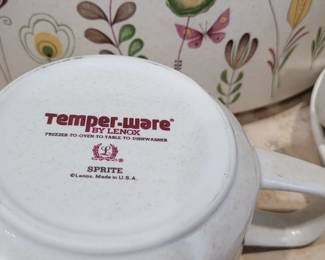 Temper-ware®
BY LENOX
FREEZER-TO-OVEN-TO-TABLE-TO-DISHWASHER
L
SPRITE
©Lenox. Made in U.S.A.